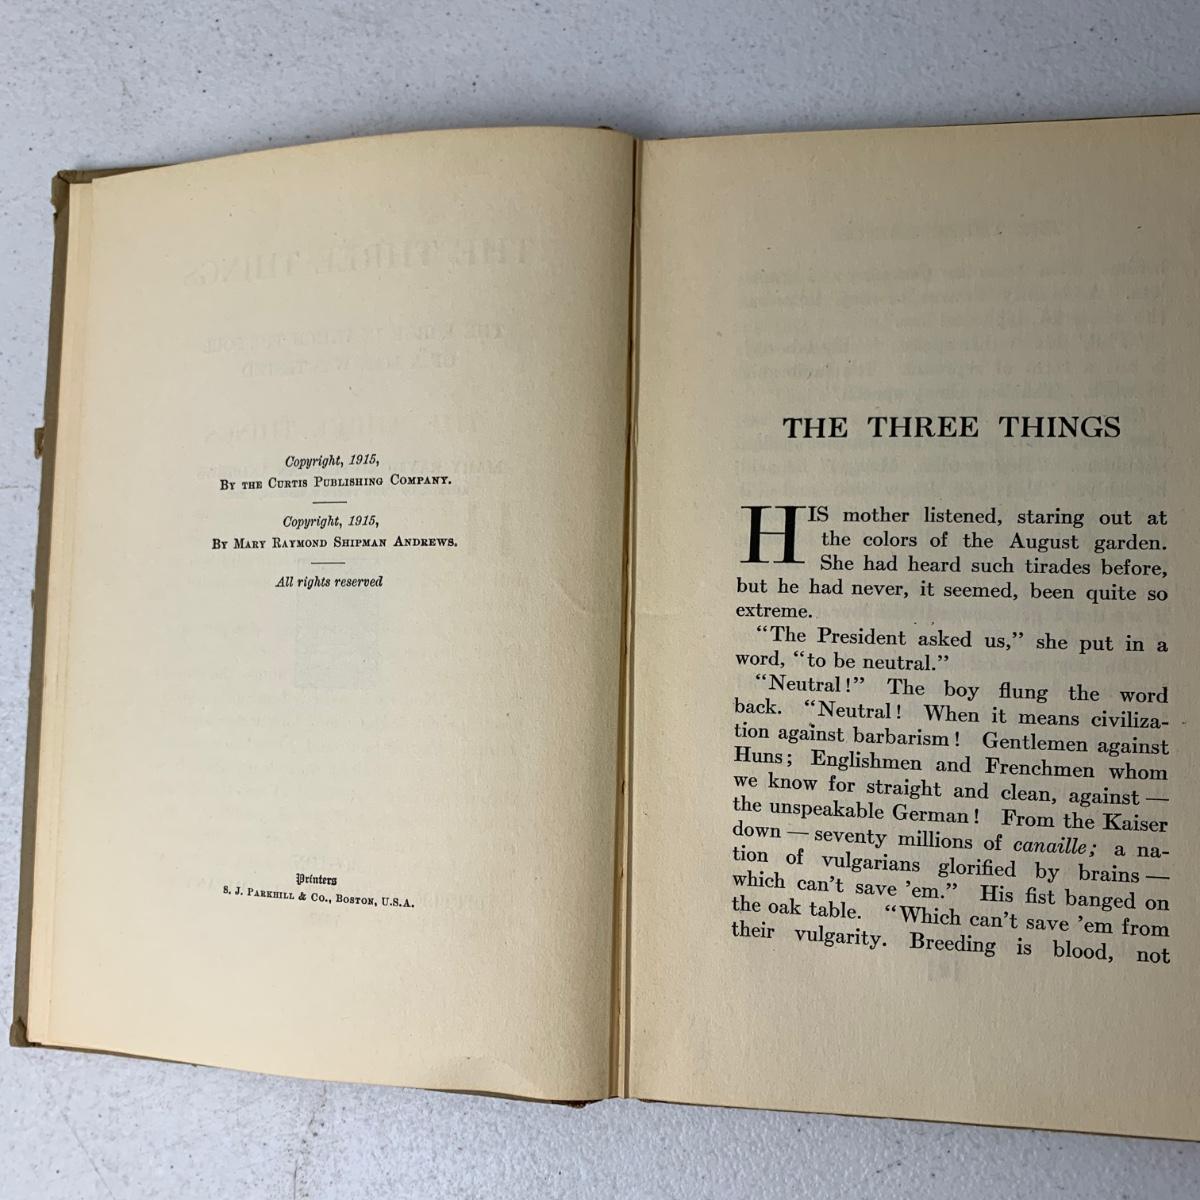 Copyright, 1915,
BY THE CURTIS PUBLISHING COMPANY.
Copyright, 1915,
BY MARY RAYMOND SHIPMAN ANDREWS.
All rights reserved
Printers
S. J. PARKHILL & CO., BOSTON, U.S.A.
THE THREE THINGS
HIS mother listened, staring out at
the colors of the August garden.
She had heard such tirades before,
but he had never, it seemed, been quite so
extreme.
“The President asked us,” she put in a
word, “to be neutral.”
“Neutral!” The boy flung the word
back. “Neutral! When it means civiliza-
tion against barbarism! Gentlemen against
Huns; Englishmen and Frenchmen whom
we know for straight and clean, against —
the unspeakable German! From the Kaiser
down — seventy millions of canaille; a na-
tion of vulgarians glorified by brains —
which can’t save ’em.” His fist banged on
the oak table. “Which can’t save ’em from
their vulgarity. Breeding is blood, not